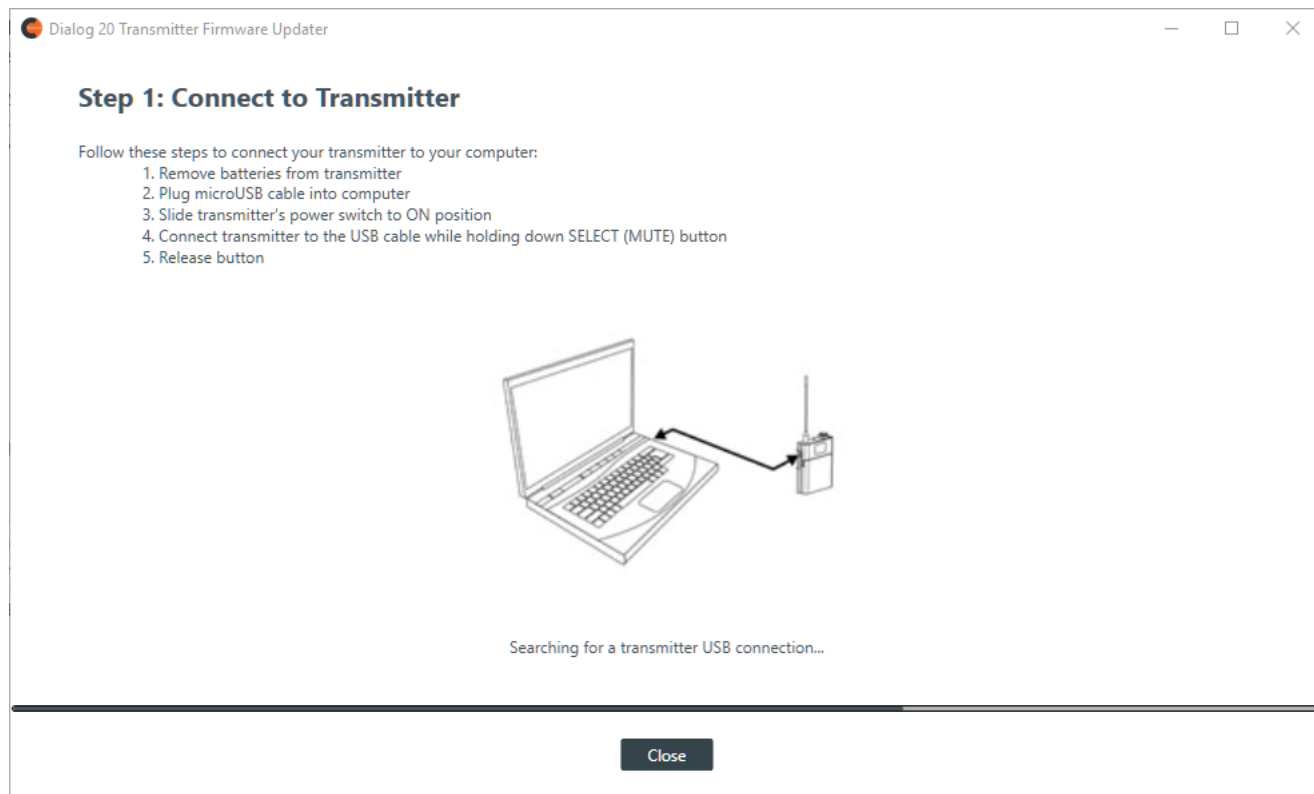 Dialog 20 Transmitter Firmware Updater
Step 1: Connect to Transmitter
Follow these steps to connect your transmitter to your computer:
1. Remove batteries from transmitter
2. Plug microUSB cable into computer
3. Slide transmitter's power switch to ON position
4. Connect transmitter to the USB cable while holding down SELECT (MUTE) button
5. Release button
Searching for a transmitter USB connection...
Close